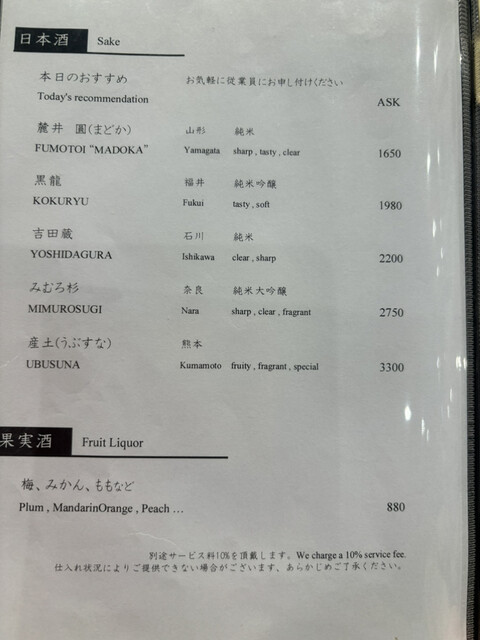 日本酒 Sake
本日のおすすめ お気軽に従業員にお申し付けください
Today's recommendation ASK
麓井 圓(まどか) 山形 純米
FUMOTOI “MADOKA” Yamagata sharp , tasty , clear 1650
黒龍 福井 純米吟醸
KOKURYU Fukui tasty , soft 1980
吉田蔵 石川 純米
YOSHIDAGURA Ishikawa clear , sharp 2200
みむろ杉 奈良 純米大吟醸
MIMUROSUGI Nara sharp , clear , fragrant 2750
産土(うぶすな) 熊本
UBUSUNA Kumamoto fruity , fragrant , special 3300
果実酒 Fruit Liquor
梅、みかん、ももなど
Plum , MandarinOrange , Peach … 880
別途サービス料10%を頂戴します。We charge a 10% service fee.
仕入れ状況によりご提供できない場合がございます、あらかじめご了承ください。